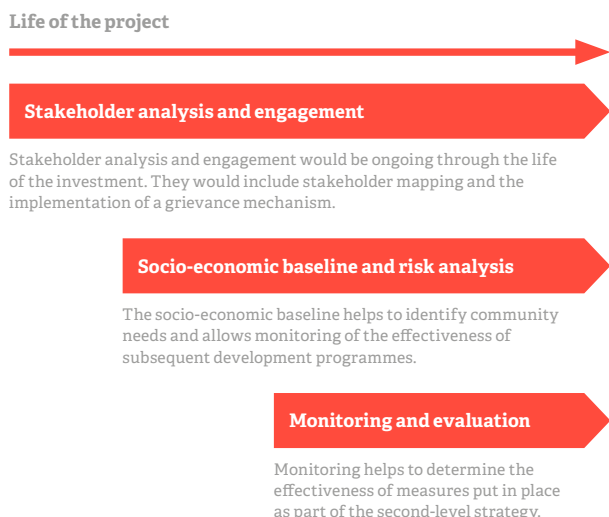 Life of the project
Stakeholder analysis and engagement
Stakeholder analysis and engagement would be ongoing through the life
of the investment. They would include stakeholder mapping and the
implementation of a grievance mechanism.
Socio-economic baseline and risk analysis
The socio-economic baseline helps to identify community
needs and allows monitoring of the effectiveness of
subsequent development programmes.
Monitoring and evaluation
Monitoring helps to determine the
effectiveness of measures put in place
as part of the second-level strategy.